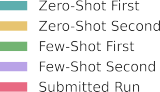 Zero-Shot First
Zero-Shot Second
Few-Shot First
Few-Shot Second
Submitted Run